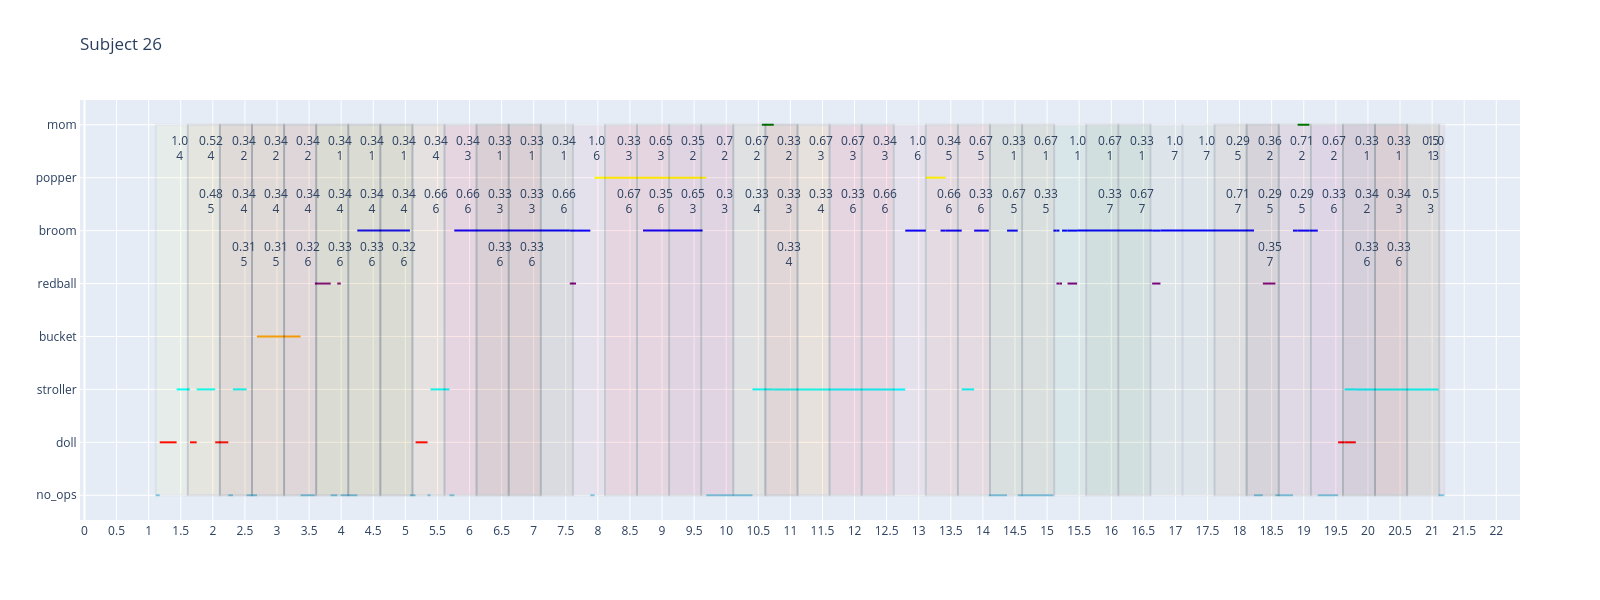 Subject 26
mom
1.0 0.52 0.34 0.34 0.34 0.34 0.34 0.34 0.34 0.34 0.33 0.33 0.34 1.0 0.33 0.65 0.35 0.7 0.67 0.33 0.67 0.67 0.34 1.0 0.34 0.67 0.33 0.67 1.0 0.67 0.33 1.0 1.0 0.29 0.36 0.71 0.67 0.33 0.33
4 4 2 2 2 1 1 1 4 3 1 1 1 6 3 3 2 2 2 2 3 3 3 6 5 5 1 1 1 1 1 7 7 5 2 2 2 1 1
popper
0.48 0.34 0.34 0.34 0.34 0.34 0.34 0.66 0.66 0.33 0.33 0.66 0.67 0.35 0.65 0.3 0.33 0.33 0.33 0.33 0.66 0.66 0.33 0.67 0.33 0.33 0.67 0.71 0.29 0.29 0.33 0.34 0.34 0.5
5 4 4 4 4 4 4 6 6 3 3 6 6 6 3 3 4 3 4 6 6 6 6 5 5 7 7 7 5 5 6 2 3 3
broom
0.31 0.31 0.32 0.33 0.33 0.32 0.33 0.33 0.33 0.35 0.33 0.33
5 5 6 6 6 6 6 6 4 7 6 6
redball
bucket
stroller
doll
no_ops
0 0.5 1 1.5 2 2.5 3 3.5 4 4.5 5 5.5 6 6.5 7 7.5 8 8.5 9 9.5 10 10.5 11 11.5 12 12.5 13 13.5 14 14.5 15 15.5 16 16.5 17 17.5 18 18.5 19 19.5 20 20.5 21 21.5 22